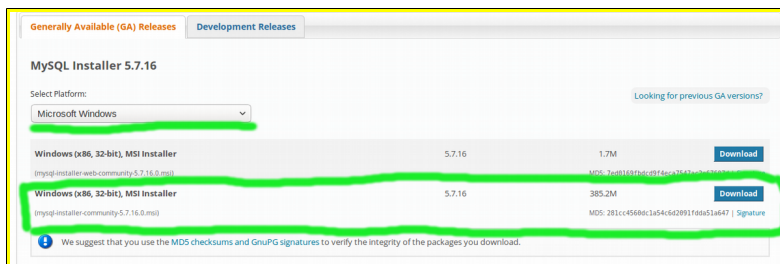 Generally Available (GA) Releases Development Releases
MySQL Installer 5.7.16
Select Platform:
Looking for previous GA versions?
Microsoft Windows
Windows (x86, 32-bit), MSI Installer 5.7.16 1.7M Download
(mysql-installer-web-community-5.7.16.0.msi) MD5:
Windows (x86, 32-bit), MSI Installer 5.7.16 385.2M Download
(mysql-installer-community-5.7.16.0.msi) MD5: 281cc4560dc1a54c6d2091fdda51a647 | Signature
We suggest that you use the MD5 checksums and GnuPG signatures to verify the integrity of the packages you download.